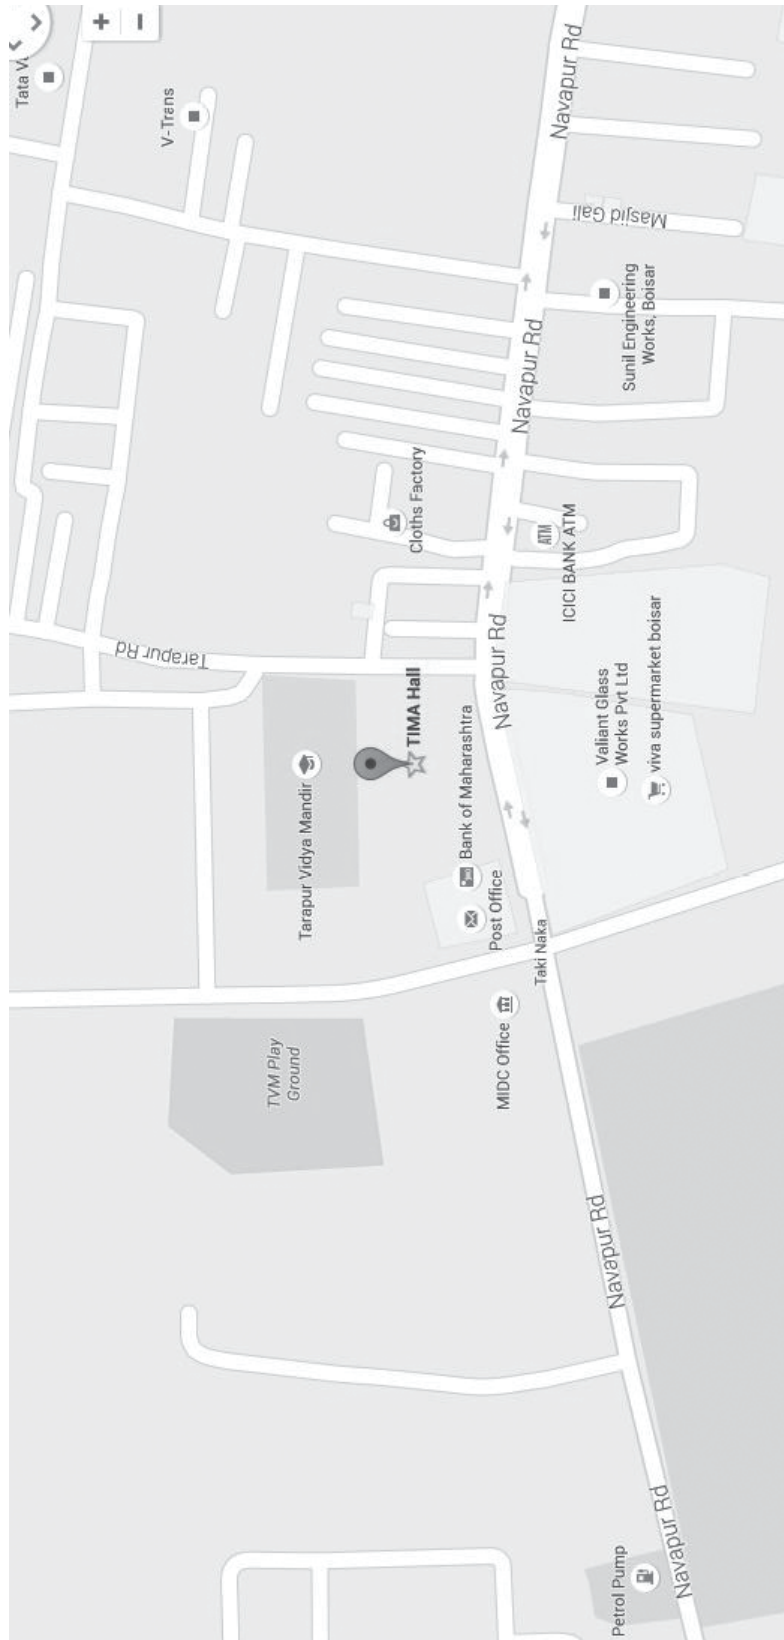 Tata
+
−
V-Trans
Tarapur Rd
TVM Play
Ground
Tarapur Vidya Mandir
TIMA Hall
Cloths Factory
Bank of Maharashtra
Post Office
MIDC Office
Navapur Rd
Navapur Rd
Taki Naka
ATM
ICICI BANK ATM
Navapur Rd
Navapur Rd
Valiant Glass
Works Pvt Ltd
Masjid Gali
Sunil Engineering
Works, Boisar
viva supermarket boisar
Petrol Pump
Navapur Rd